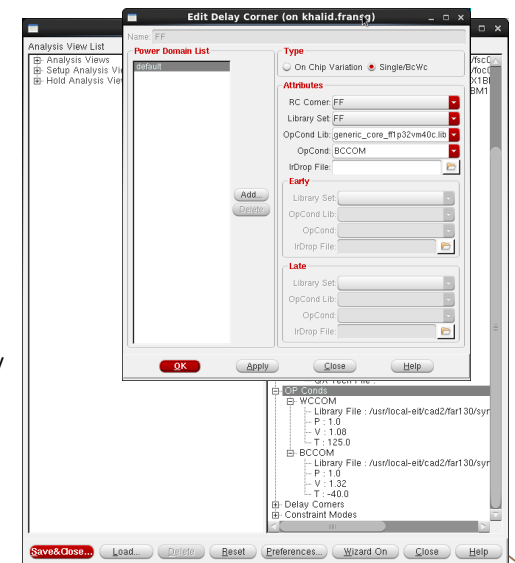 Edit Delay Corner (on khalid.fransg)
Name: FF
Power Domain List
default
Add...
Delete
Type
On Chip Variation
Single/BcWc
Attributes
RC Corner: FF
Library Set: FF
OpCond Lib: generic_core_ff1p32vm40c.lib
OpCond: BCCOM
IrDrop File:
Early
Library Set:
OpCond Lib:
OpCond:
IrDrop File:
Late
Library Set:
OpCond Lib:
OpCond:
IrDrop File:
OK
Apply
Close
Help
Analysis View List
Analysis Views
Setup Analysis Vi
Hold Analysis Vie
OP Conds
WCCOM
Library File : /usr/local-eit/cad2/far130/syr
P : 1.0
V : 1.08
T : 125.0
BCCOM
Library File : /usr/local-eit/cad2/far130/syr
P : 1.0
V : 1.32
T : -40.0
Delay Corners
Constraint Modes
Save&Close...
Load...
Delete
Reset
Preferences...
Wizard On
Close
Help